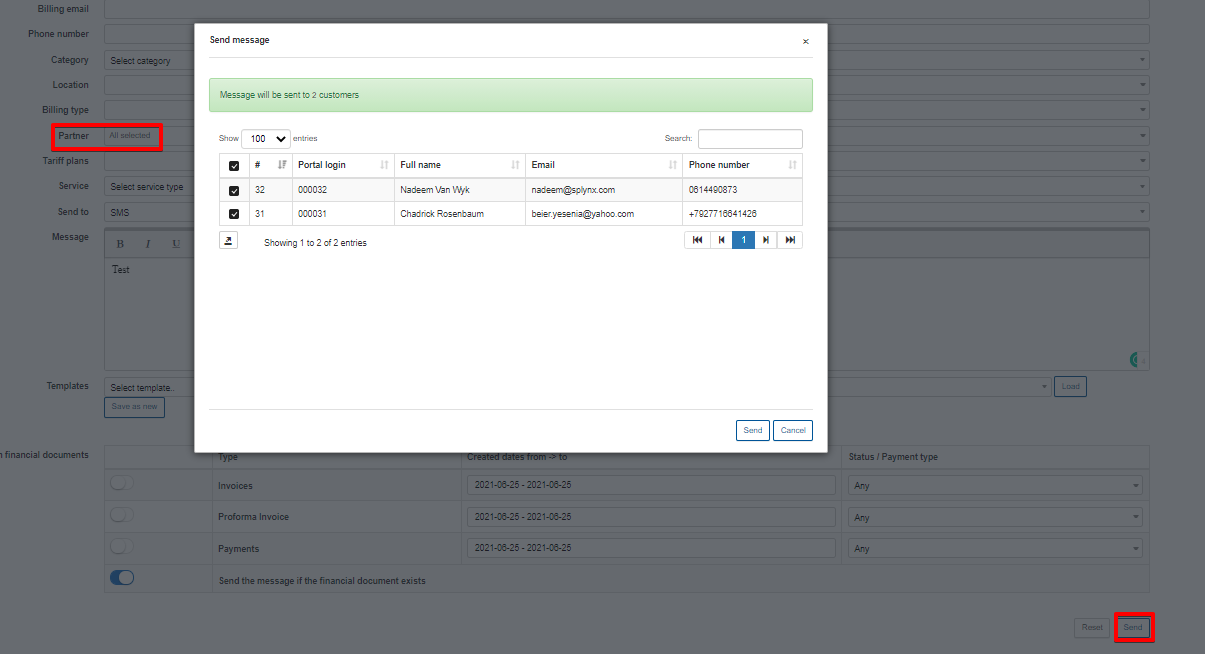 Billing email
Phone number
Category Select category
Location
Billing type
Partner All selected
Tariff plans
Service Select service type
Send to SMS
Message B I U
Test
Templates Select template.. Load
Save as new
Send message ×
Message will be sent to 2 customers
Show 100 entries Search:
# Portal login Full name Email Phone number
32 000032 Nadeem Van Wyk nadeem@splynx.com 0614490873
31 000031 Chadrick Rosenbaum beier.yesenia@yahoo.com +7927716641426
Showing 1 to 2 of 2 entries 1
Send Cancel
financial documents Type Created dates from -> to Status / Payment type
Invoices 2021-06-25 - 2021-06-25 Any
Proforma Invoice 2021-06-25 - 2021-06-25 Any
Payments 2021-06-25 - 2021-06-25 Any
Send the message if the financial document exists
Reset Send